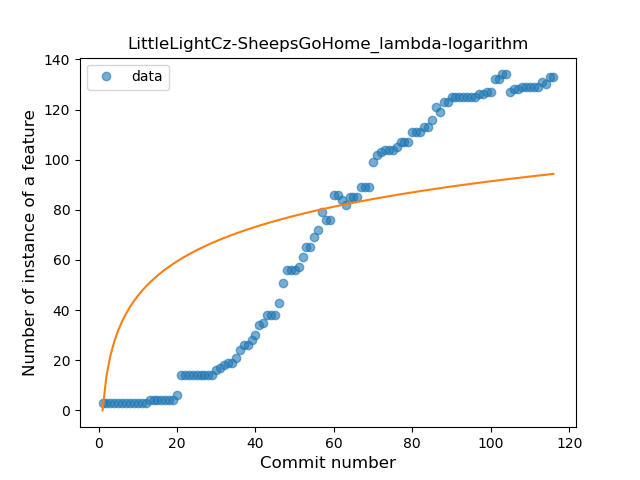 LittleLightCz-SheepsGoHome_lambda-logarithm
data
Number of instance of a feature
140
120
100
80
60
40
20
0
0 20 40 60 80 100 120
Commit number